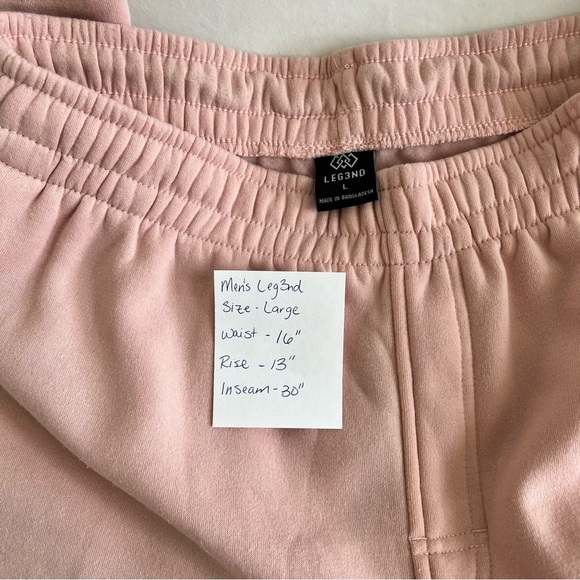 LEG3ND
L
MADE IN BANGLADESH
Men's Leg3nd
Size - Large
Waist - 16"
Rise - 13"
Inseam - 30"